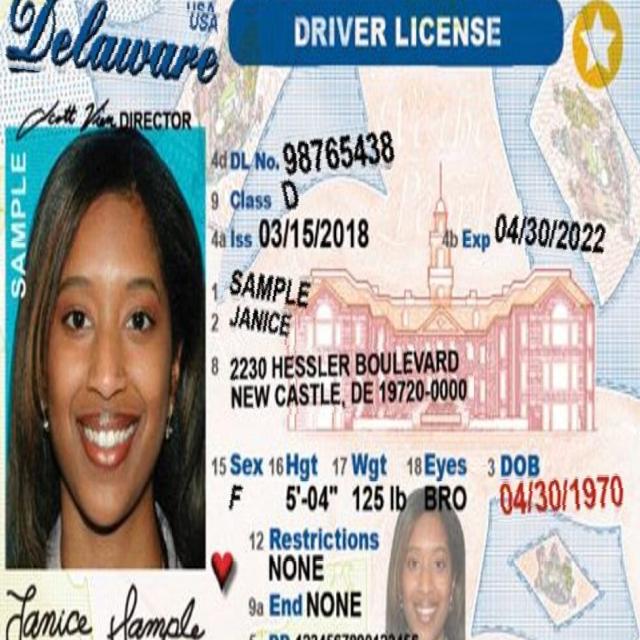 Delaware USA DRIVER LICENSE
DIRECTOR
SAMPLE
4d DL No. 98765438
9 Class D
4a Iss 03/15/2018 4b Exp 04/30/2022
1 SAMPLE
2 JANICE
8 2230 HESSLER BOULEVARD
NEW CASTLE, DE 19720-0000
15 Sex 16 Hgt 17 Wgt 18 Eyes 3 DOB
F 5'-04" 125 lb BRO 04/30/1970
12 Restrictions
NONE
9a End NONE
Janice Sample